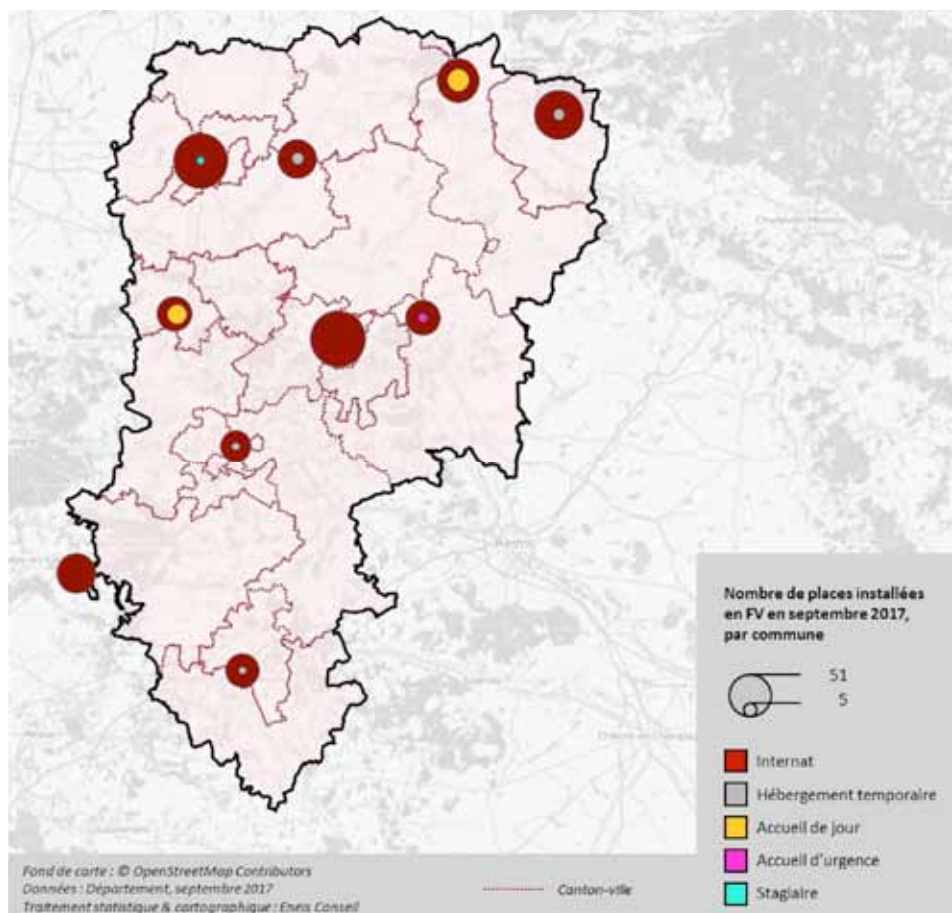 Reims
Nombre de places installées
en FV en septembre 2017,
par commune
51
5
Internat
Hébergement temporaire
Accueil de jour
Accueil d'urgence
Stagiaire
Fond de carte : © OpenStreetMap Contributors
Données : Département, septembre 2017
Canton-ville
Traitement statistique & cartographique : Eneis Conseil